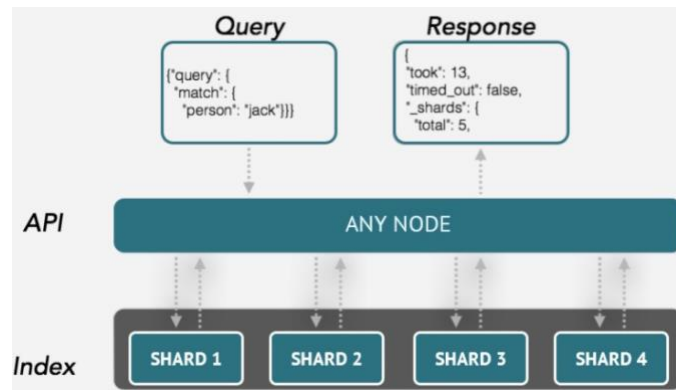 Query
Response
{"query": {
"match": {
"person": "jack"}}}
{
"took": 13,
"timed_out": false,
"_shards": {
"total": 5,
API
ANY NODE
Index
SHARD 1
SHARD 2
SHARD 3
SHARD 4